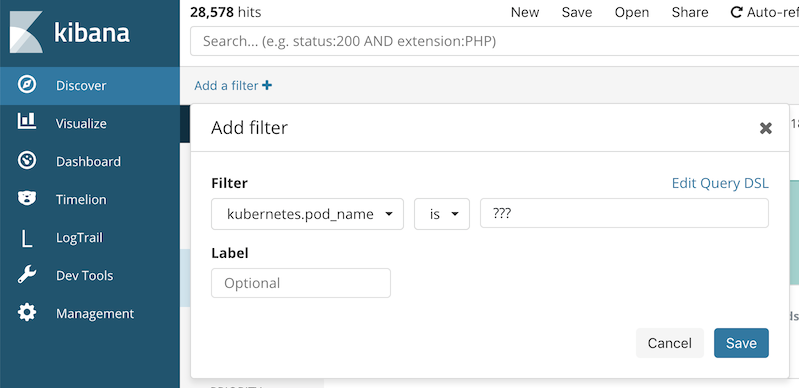 kibana
Discover
Visualize
Dashboard
Timelion
LogTrail
Dev Tools
Management
28,578 hits
New Save Open Share Auto-ref
Search... (e.g. status:200 AND extension:PHP)
Add a filter +
Add filter
Filter Edit Query DSL
kubernetes.pod_name is ???
Label
Optional
Cancel Save